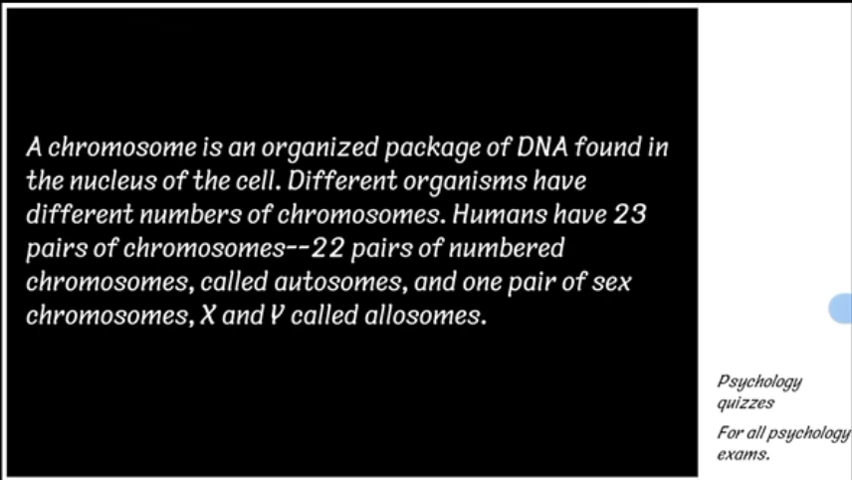 A chromosome is an organized package of DNA found in
the nucleus of the cell. Different organisms have
different numbers of chromosomes. Humans have 23
pairs of chromosomes--22 pairs of numbered
chromosomes, called autosomes, and one pair of sex
chromosomes, X and Y called allosomes.
Psychology
quizzes
For all psychology
exams.